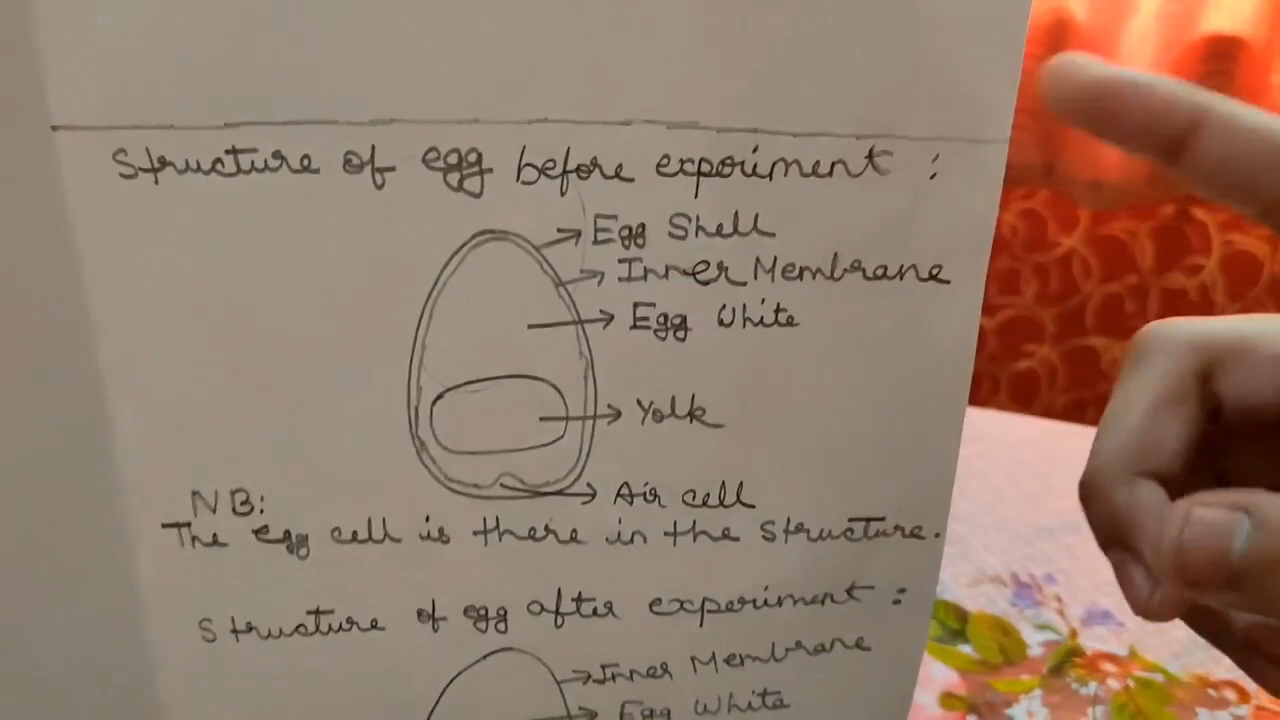 Structure of egg before expriment :
Egg Shell
Inner Membrane
Egg White
Yolk
Air cell
NB:
The egg cell is there in the structure.
Structure of egg after experiment :
Inner Membrane
Egg White